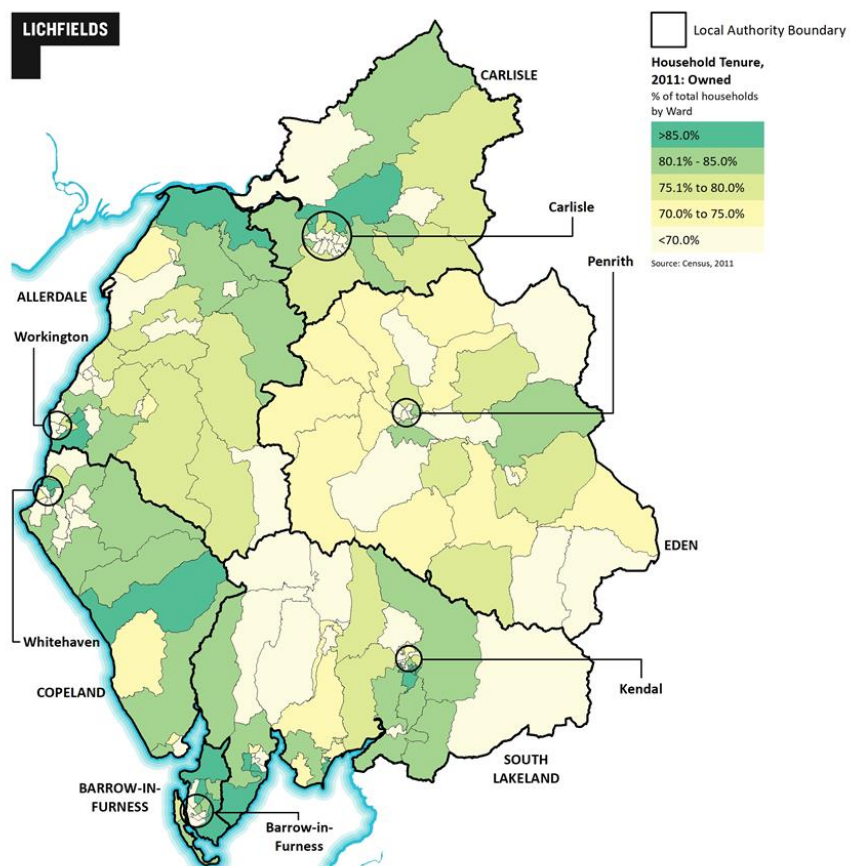 LICHFIELDS
Local Authority Boundary
Household Tenure,
2011: Owned
% of total households
by Ward
>85.0%
80.1% - 85.0%
75.1% to 80.0%
70.0% to 75.0%
<70.0%
Source: Census, 2011
CARLISLE
Carlisle
Penrith
ALLERDALE
Workington
EDEN
Whitehaven
COPELAND
Kendal
SOUTH
LAKELAND
BARROW-IN-
FURNESS
Barrow-in-
Furness